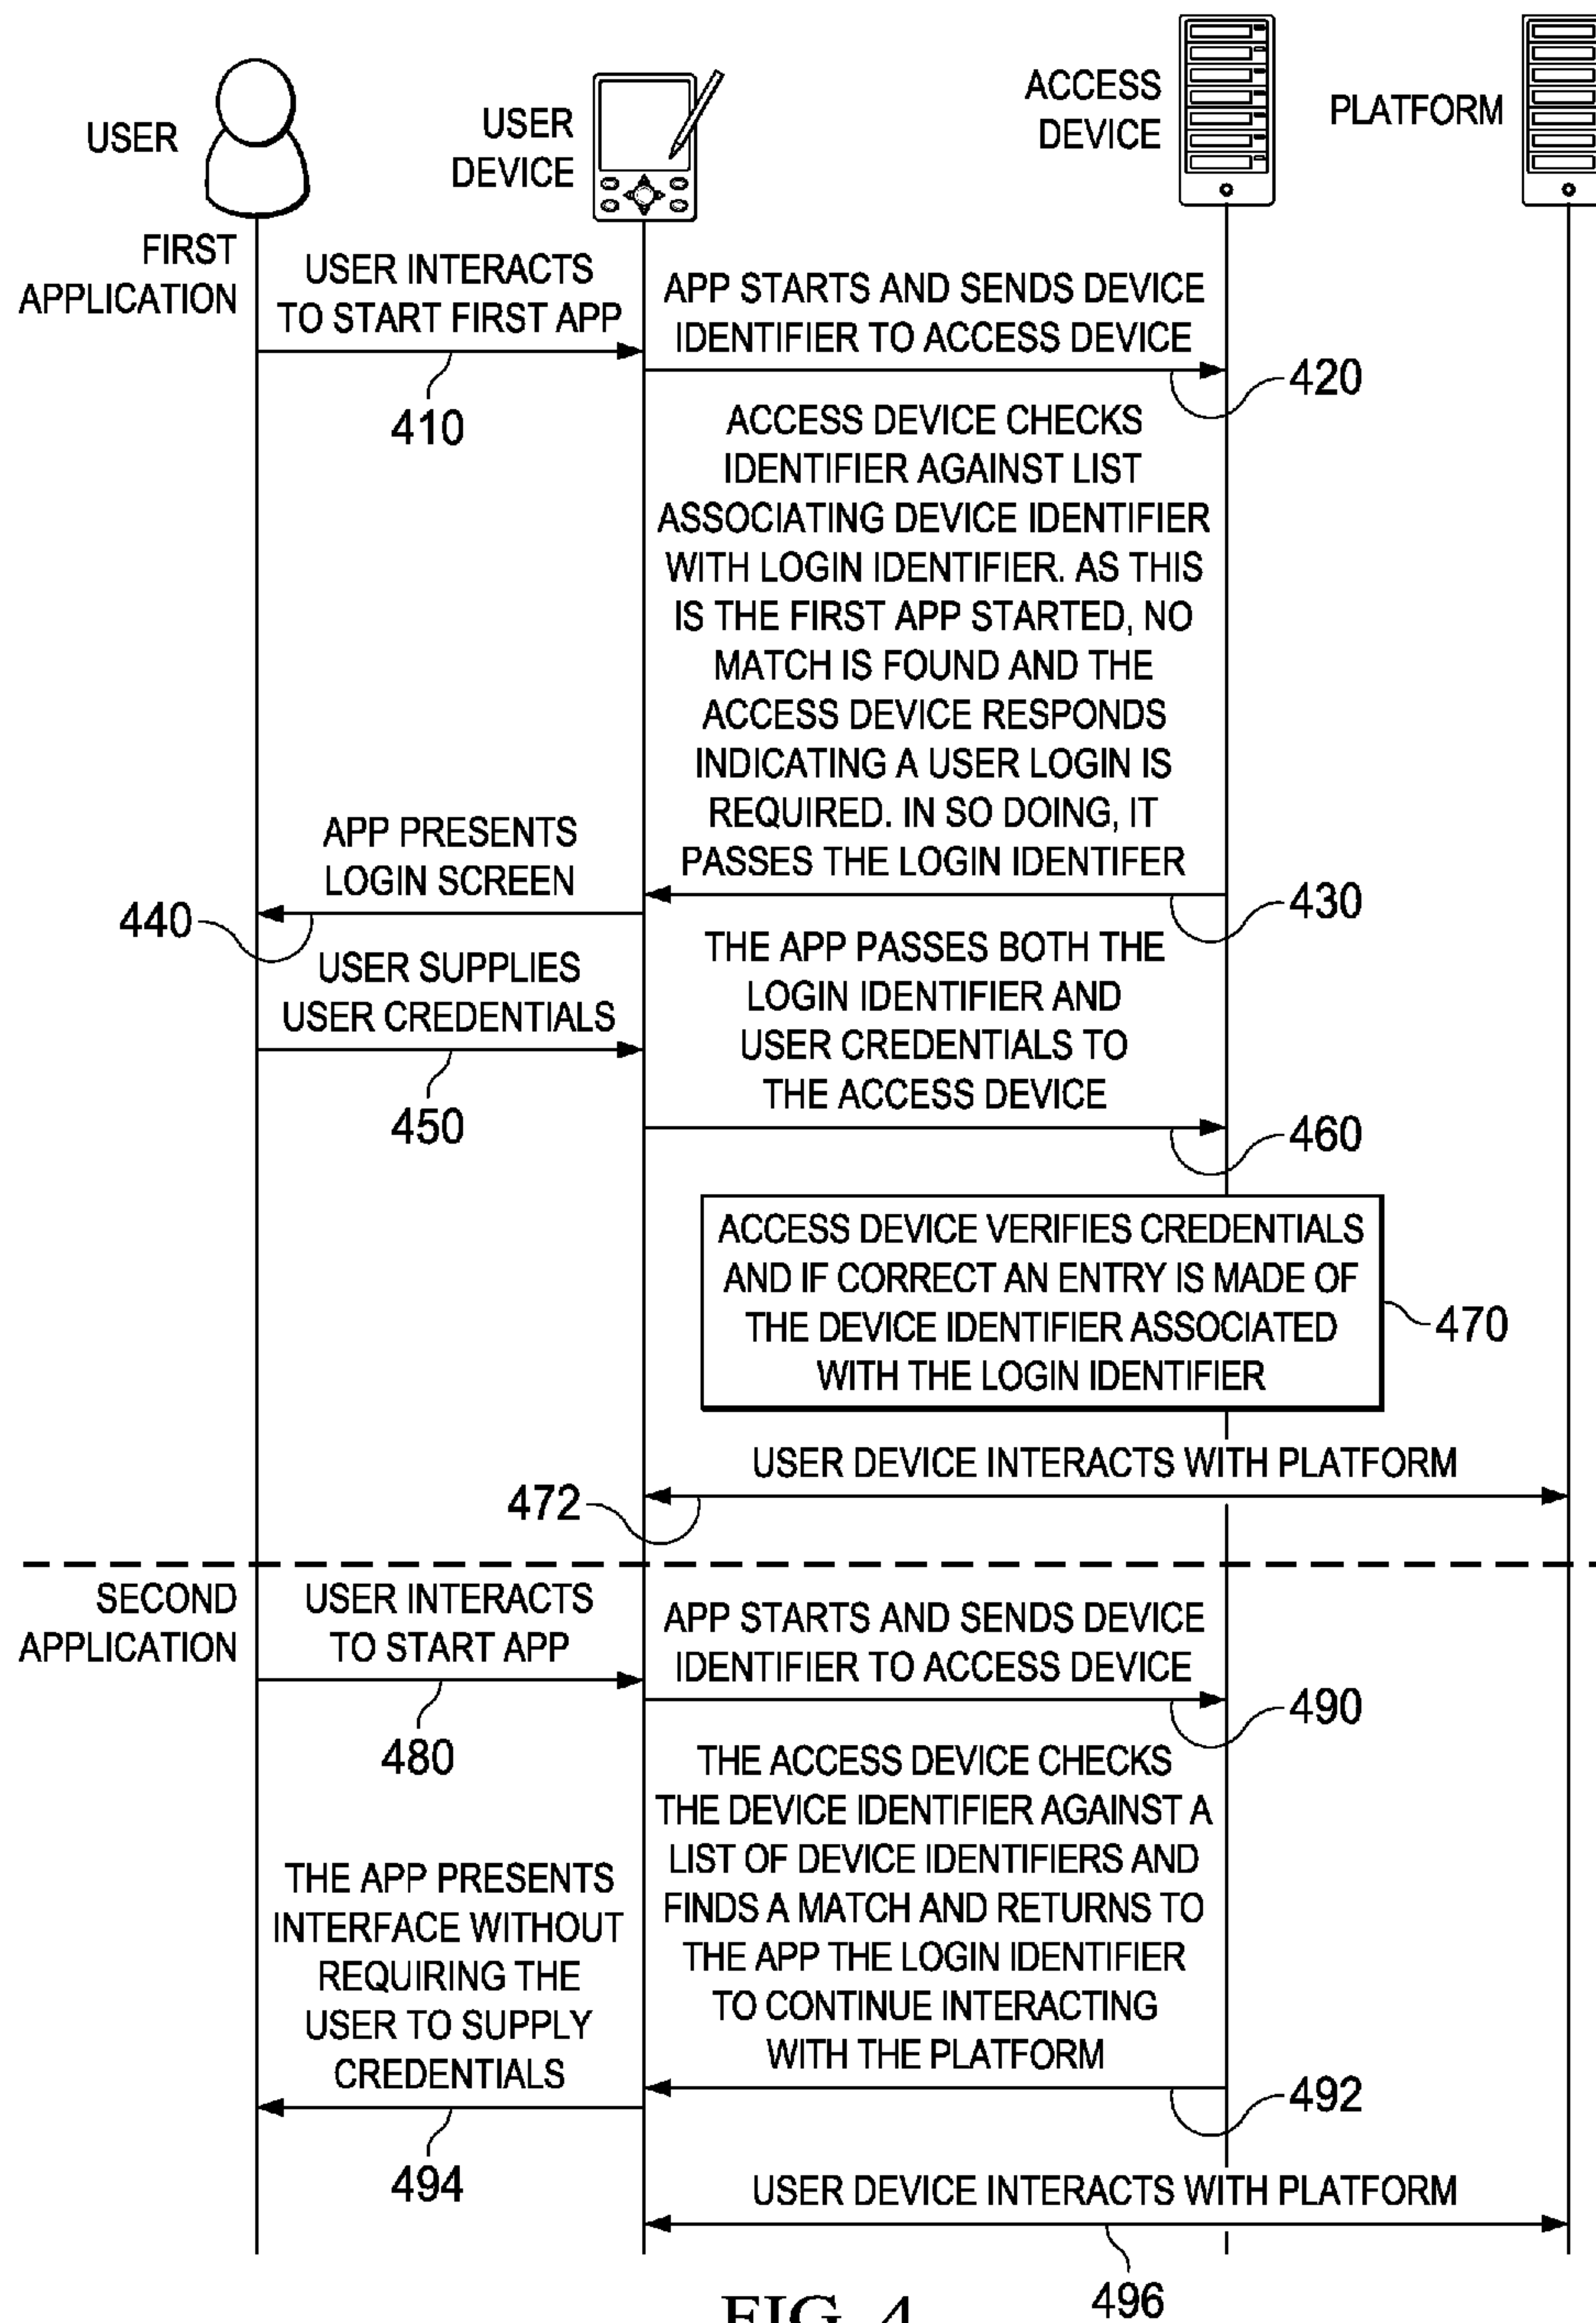 USER
USER
DEVICE
ACCESS
DEVICE
PLATFORM
FIRST
APPLICATION
USER INTERACTS
TO START FIRST APP
410
APP STARTS AND SENDS DEVICE
IDENTIFIER TO ACCESS DEVICE
420
ACCESS DEVICE CHECKS
IDENTIFIER AGAINST LIST
ASSOCIATING DEVICE IDENTIFIER
WITH LOGIN IDENTIFIER. AS THIS
IS THE FIRST APP STARTED, NO
MATCH IS FOUND AND THE
ACCESS DEVICE RESPONDS
INDICATING A USER LOGIN IS
REQUIRED. IN SO DOING, IT
PASSES THE LOGIN IDENTIFER
430
APP PRESENTS
LOGIN SCREEN
440
USER SUPPLIES
USER CREDENTIALS
450
THE APP PASSES BOTH THE
LOGIN IDENTIFIER AND
USER CREDENTIALS TO
THE ACCESS DEVICE
460
ACCESS DEVICE VERIFIES CREDENTIALS
AND IF CORRECT AN ENTRY IS MADE OF
THE DEVICE IDENTIFIER ASSOCIATED
WITH THE LOGIN IDENTIFIER
470
USER DEVICE INTERACTS WITH PLATFORM
472
SECOND
APPLICATION
USER INTERACTS
TO START APP
480
APP STARTS AND SENDS DEVICE
IDENTIFIER TO ACCESS DEVICE
490
THE ACCESS DEVICE CHECKS
THE DEVICE IDENTIFIER AGAINST A
LIST OF DEVICE IDENTIFIERS AND
FINDS A MATCH AND RETURNS TO
THE APP THE LOGIN IDENTIFIER
TO CONTINUE INTERACTING
WITH THE PLATFORM
492
THE APP PRESENTS
INTERFACE WITHOUT
REQUIRING THE
USER TO SUPPLY
CREDENTIALS
494
USER DEVICE INTERACTS WITH PLATFORM
496
FIG. 4